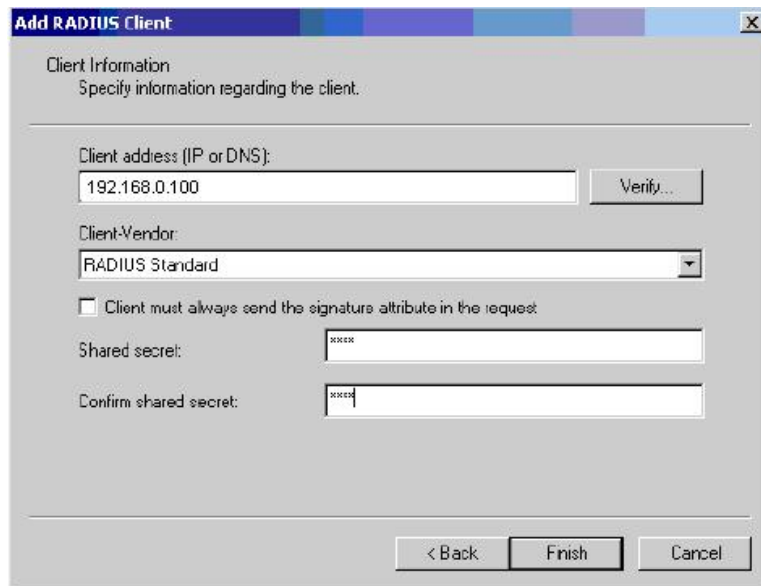 Add RADIUS Client
Client Information
Specify information regarding the client.
Client address (IP or DNS):
192.168.0.100
Verify...
Client-Vendor:
RADIUS Standard
Client must always send the signature attribute in the request
Shared secret:
xxxx
Confirm shared secret:
xxxx
< Back
Finish
Cancel